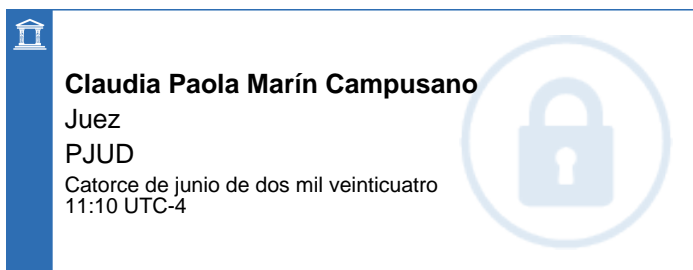 Claudia Paola Marín Campusano
Juez
PJUD
Catorce de junio de dos mil veinticuatro
11:10 UTC-4